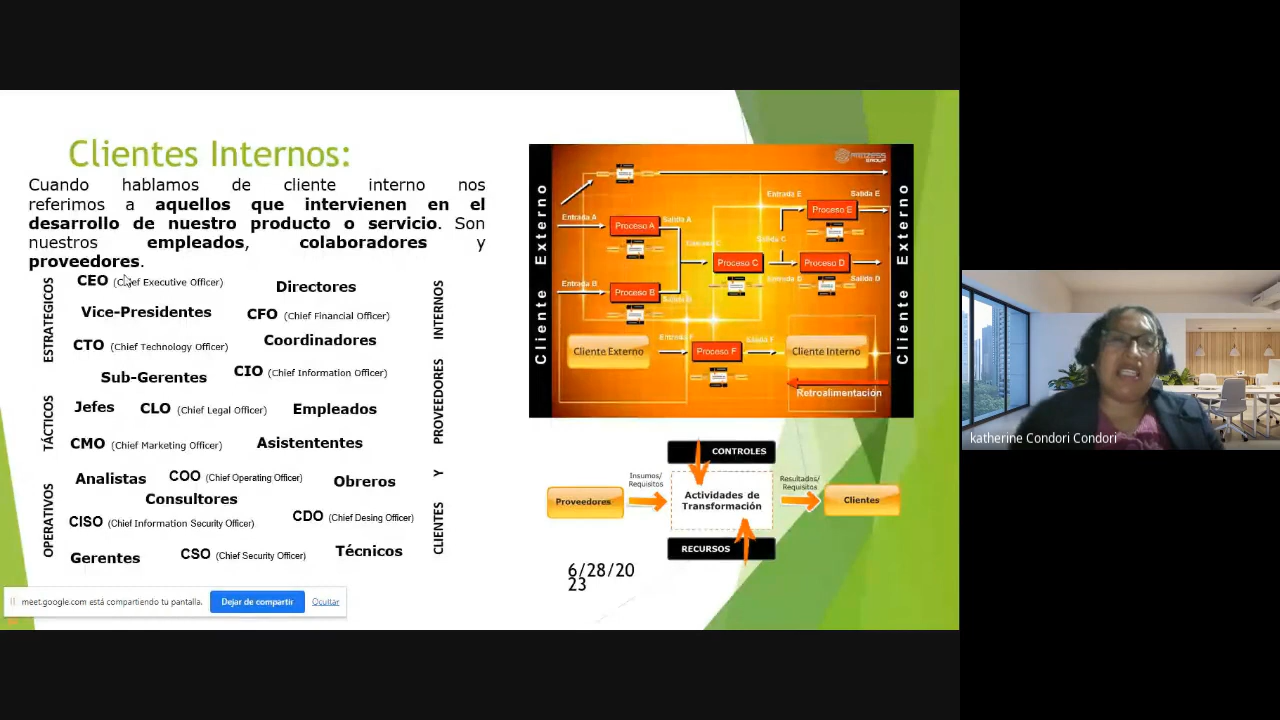 Clientes Internos:
Cuando hablamos de cliente interno nos
referimos a aquellos que intervienen en el
desarrollo de nuestro producto o servicio. Son
nuestros empleados, colaboradores y
proveedores.
ESTRATEGICOS
TÁCTICOS
OPERATIVOS
CEO (Chief Executive Officer)
Directores
Vice-Presidentes
CFO (Chief Financial Officer)
CTO (Chief Technology Officer)
Coordinadores
Sub-Gerentes
CIO (Chief Information Officer)
Jefes
CLO (Chief Legal Officer)
Empleados
CMO (Chief Marketing Officer)
Asistententes
Analistas
COO (Chief Operating Officer)
Obreros
Consultores
CISO (Chief Information Security Officer)
CDO (Chief Desing Officer)
Gerentes
CSO (Chief Security Officer)
Técnicos
CLIENTES Y PROVEEDORES INTERNOS
Cliente Externo
GROUP
Entrada A
Proceso A
Salida A
Entrada B
Proceso B
Proceso C
Salida C
Entrada E
Proceso E
Salida E
Proceso D
Salida D
Cliente Externo
Proceso F
Cliente Interno
Retroalimentación
Cliente Externo
CONTROLES
Proveedores
Insumos/
Requisitos
Actividades de
Transformación
Resultados/
Requisitos
Clientes
RECURSOS
6/28/20
23
meet.google.com está compartiendo tu pantalla.
Dejar de compartir
Ocultar
katherine Condori Condori